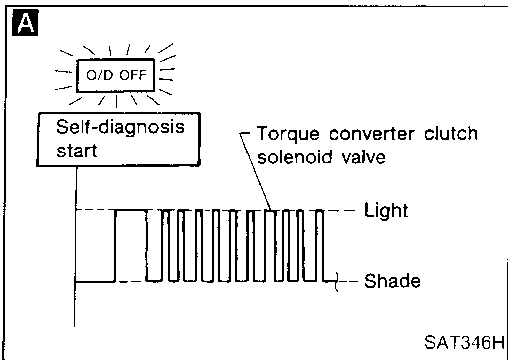 A
O/D OFF
Self-diagnosis
start
Torque converter clutch
solenoid valve
Light
Shade
SAT346H